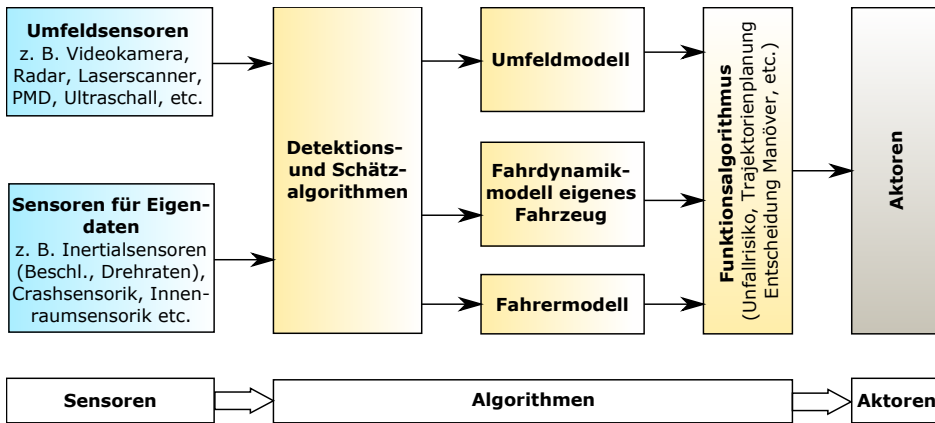 Umfeldsensoren
z. B. Videokamera,
Radar, Laserscanner,
PMD, Ultraschall, etc.
Sensoren für Eigen-
daten
z. B. Inertialsensoren
(Beschl., Drehraten),
Crashsensorik, Innen-
raumsensorik etc.
Detektions-
und Schätz-
algorithmen
Umfeldmodell
Fahrdynamik-
modell eigenes
Fahrzeug
Fahrermodell
Funktionsalgorithmus
(Unfallrisiko, Trajektorienplanung
Entscheidung Manöver, etc.)
Aktoren
Sensoren
Algorithmen
Aktoren